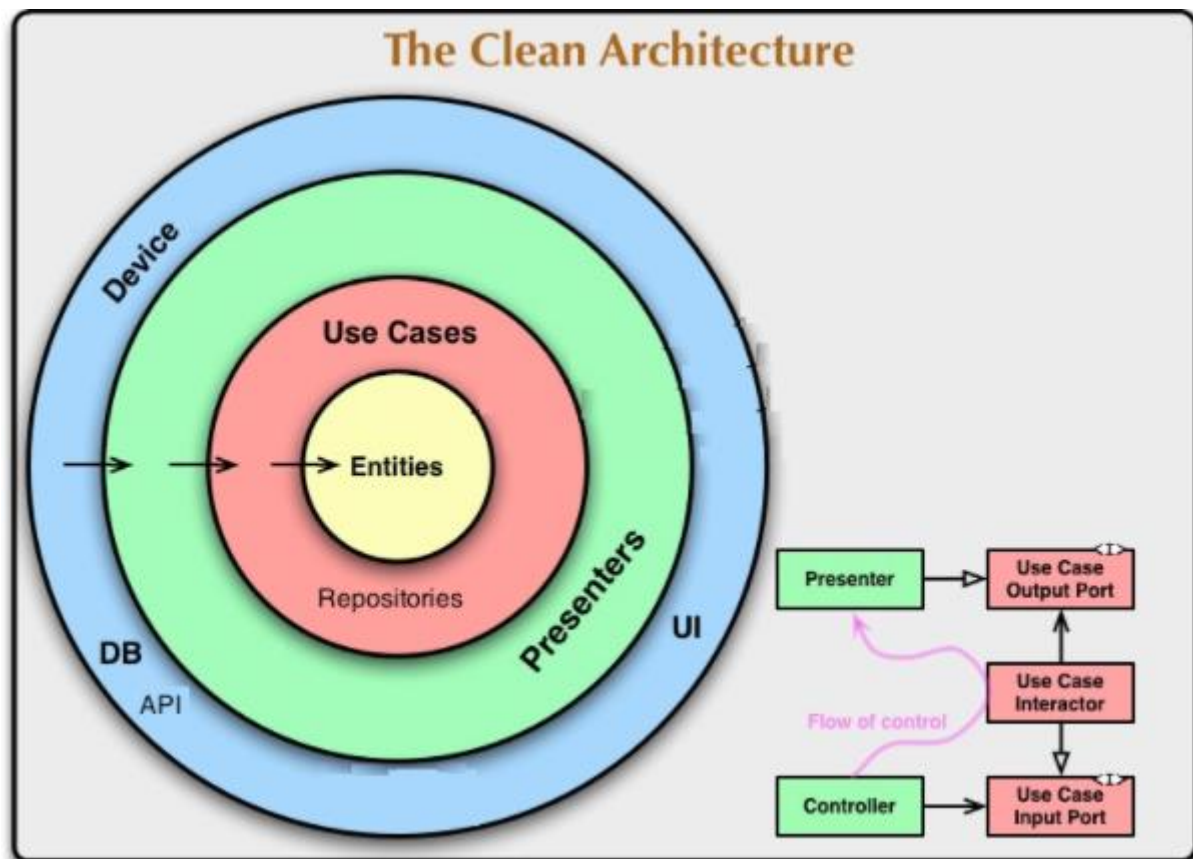 The Clean Architecture
Device
Use Cases
Entities
Repositories
Presenters
DB
API
UI
Presenter
Use Case
Output Port
<I>
Use Case
Interactor
Flow of control
Controller
Use Case
Input Port
<I>